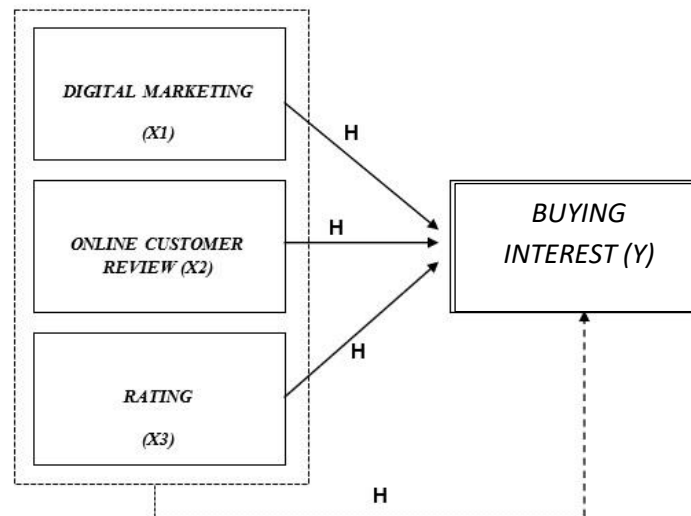 DIGITAL MARKETING
(X1)
H
ONLINE CUSTOMER
REVIEW (X2)
H
BUYING
INTEREST (Y)
RATING
(X3)
H
H